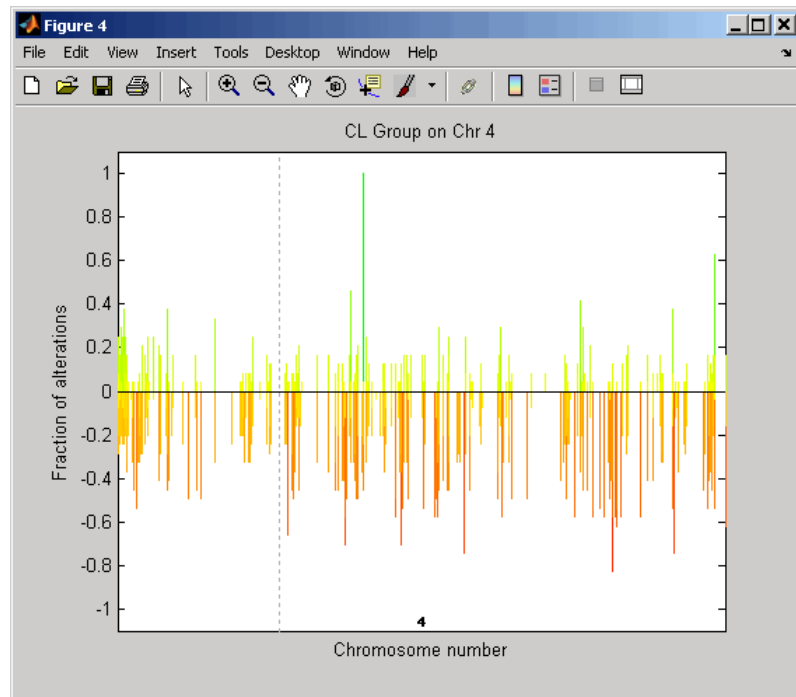 Figure 4
File Edit View Insert Tools Desktop Window Help
CL Group on Chr 4
1
0.8
0.6
0.4
0.2
0
-0.2
-0.4
-0.6
-0.8
-1
Fraction of alterations
4
Chromosome number